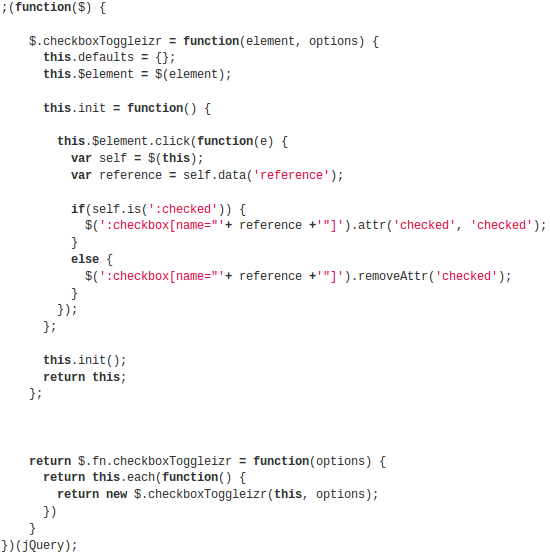 ;(function($) {
$.checkboxToggleizr = function(element, options) {
this.defaults = {};
this.$element = $(element);
this.init = function() {
this.$element.click(function(e) {
var self = $(this);
var reference = self.data('reference');
if(self.is(':checked')) {
$(':checkbox[name="'+ reference +'"]').attr('checked', 'checked');
}
else {
$(':checkbox[name="'+ reference +'"]').removeAttr('checked');
}
});
};
this.init();
return this;
};
return $.fn.checkboxToggleizr = function(options) {
return this.each(function() {
return new $.checkboxToggleizr(this, options);
})
}
})(jQuery);